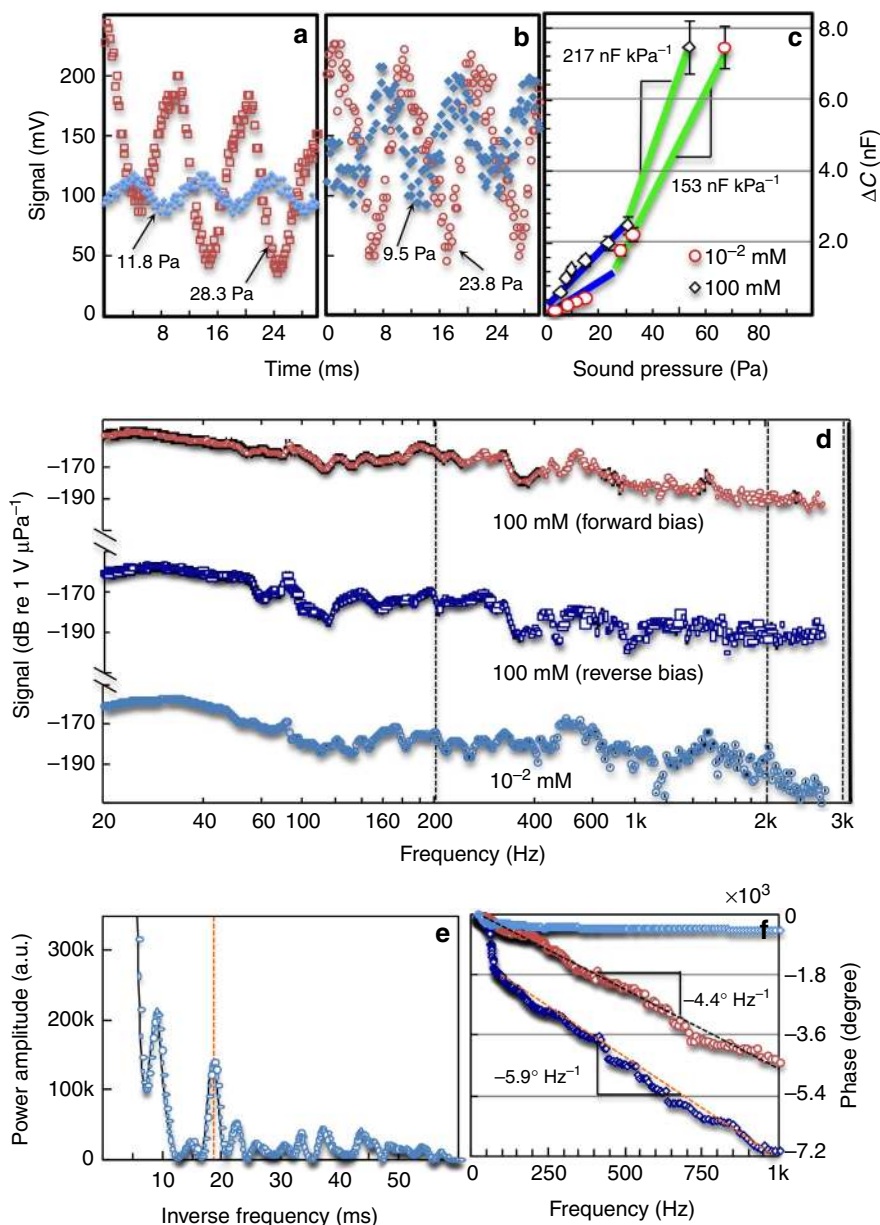 a
b
c
200
150
100
50
0
Signal (mV)
11.8 Pa
28.3 Pa
9.5 Pa
23.8 Pa
8
16
24
0
8
16
24
0
20
40
60
80
Time (ms)
Sound pressure (Pa)
217 nF kPa⁻¹
153 nF kPa⁻¹
10⁻² mM
100 mM
8.0
6.0
4.0
2.0
ΔC (nF)
d
−170
−190
−170
−190
−170
−190
Signal (dB re 1 V μPa⁻¹)
100 mM (forward bias)
100 mM (reverse bias)
10⁻² mM
20
40
60
100
160
200
400
600
1k
2k
3k
Frequency (Hz)
e
300k
200k
100k
0
Power amplitude (a.u.)
10
20
30
40
50
Inverse frequency (ms)
×10³
f
0
−1.8
−3.6
−5.4
−7.2
Phase (degree)
−4.4° Hz⁻¹
−5.9° Hz⁻¹
0
250
500
750
1k
Frequency (Hz)